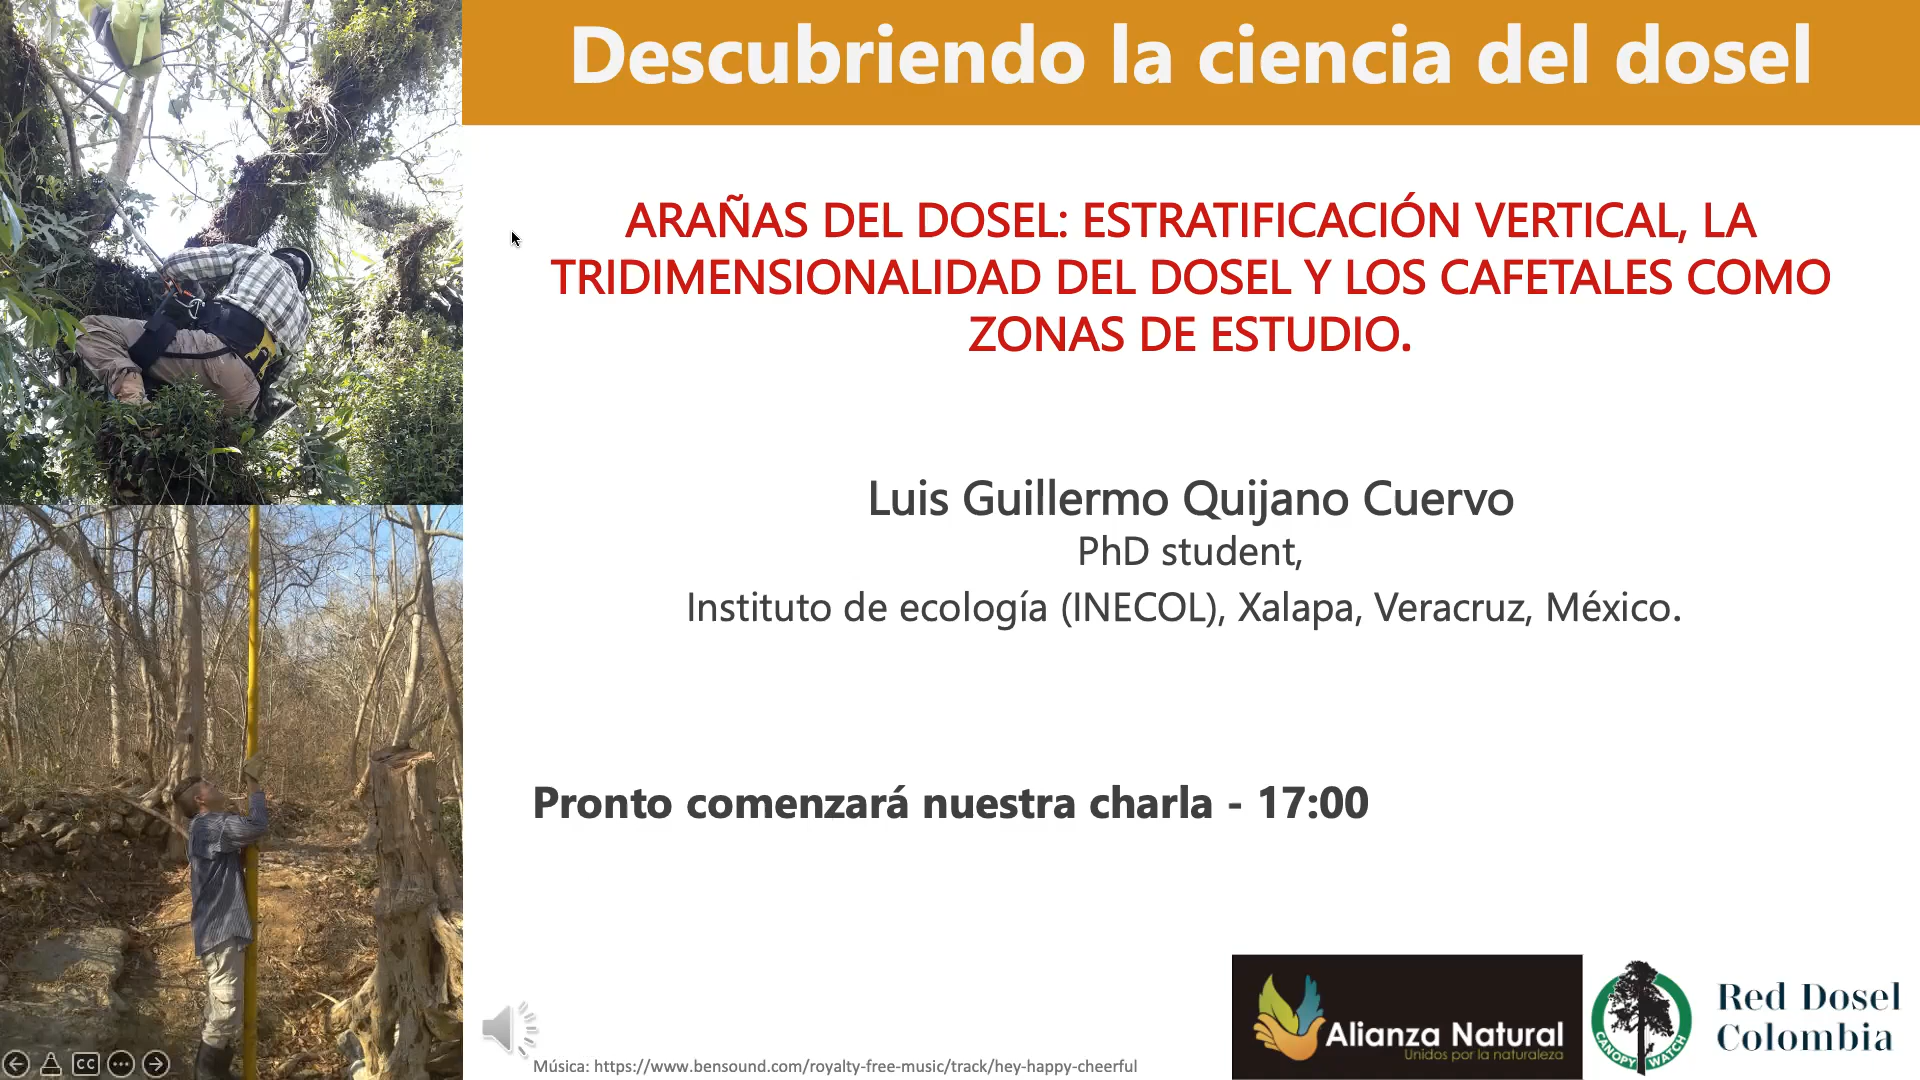 Descubriendo la ciencia del dosel
ARAÑAS DEL DOSEL: ESTRATIFICACIÓN VERTICAL, LA
TRIDIMENSIONALIDAD DEL DOSEL Y LOS CAFETALES COMO
ZONAS DE ESTUDIO.
Luis Guillermo Quijano Cuervo
PhD student,
Instituto de ecología (INECOL), Xalapa, Veracruz, México.
Pronto comenzará nuestra charla - 17:00
Alianza Natural
Unidos por la naturaleza
CANOPY WATCH
Red Dosel
Colombia
Música: https://www.bensound.com/royalty-free-music/track/hey-happy-cheerful
CC